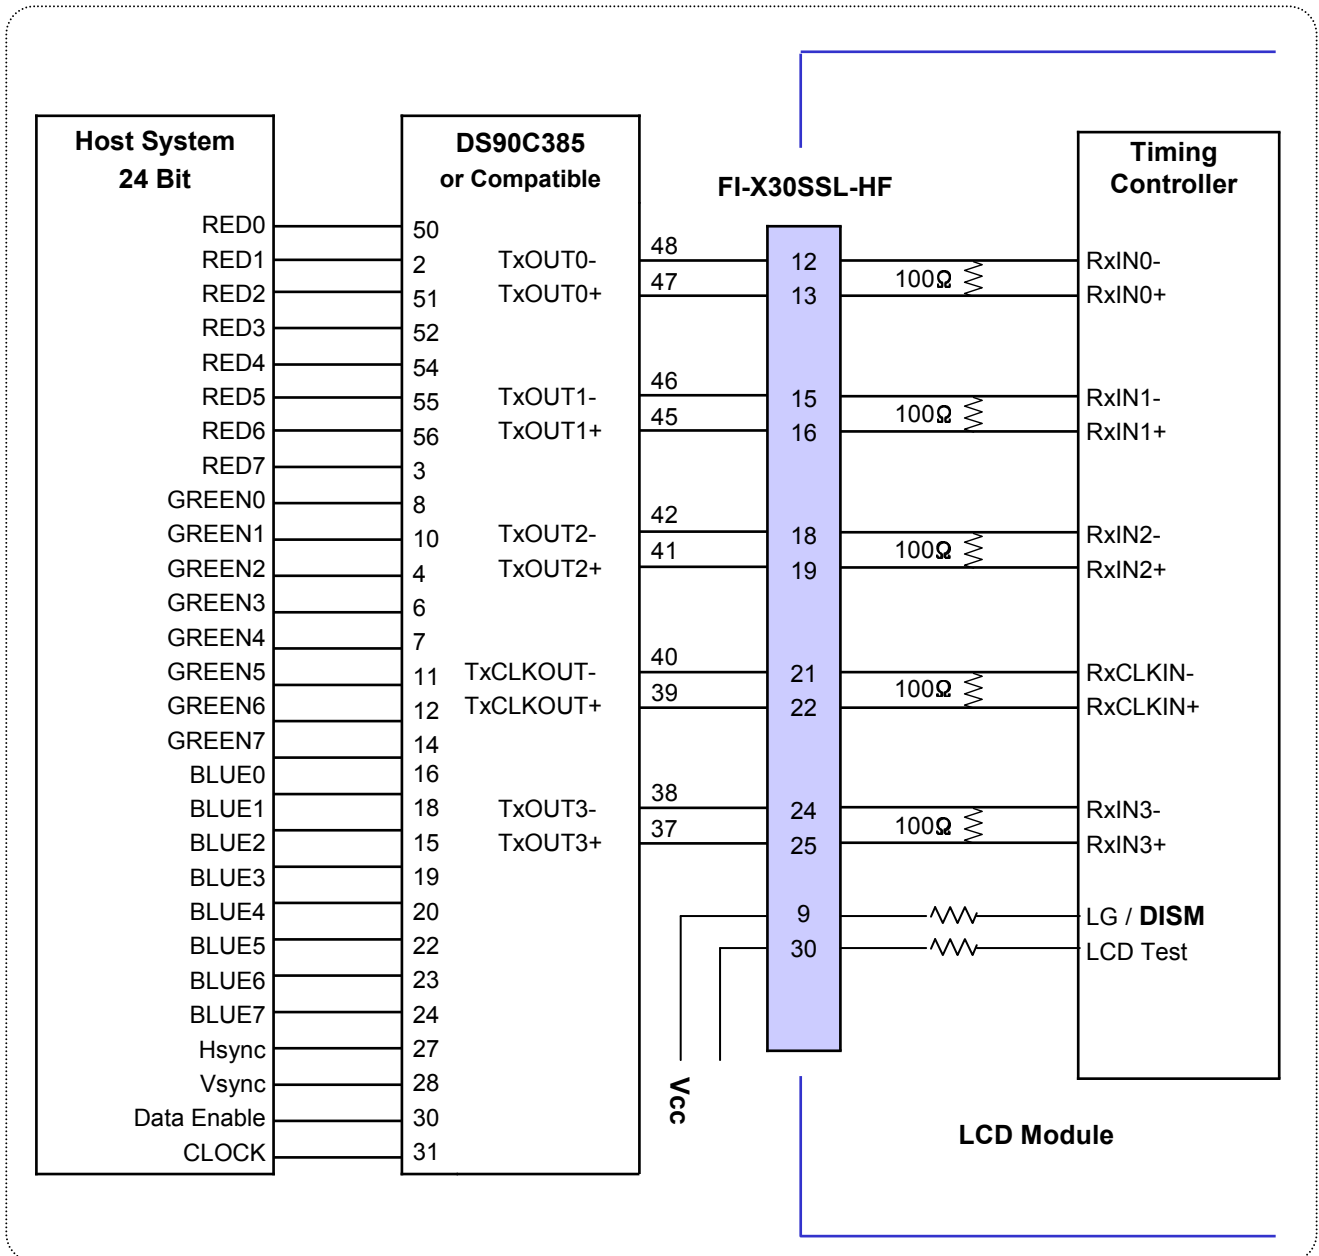 Host System
24 Bit
RED0
RED1
RED2
RED3
RED4
RED5
RED6
RED7
GREEN0
GREEN1
GREEN2
GREEN3
GREEN4
GREEN5
GREEN6
GREEN7
BLUE0
BLUE1
BLUE2
BLUE3
BLUE4
BLUE5
BLUE6
BLUE7
Hsync
Vsync
Data Enable
CLOCK
DS90C385
or Compatible
50
2
51
52
54
55
56
3
8
10
4
6
7
11
12
14
16
18
15
19
20
22
23
24
27
28
30
31
TxOUT0-
TxOUT0+
TxOUT1-
TxOUT1+
TxOUT2-
TxOUT2+
TxCLKOUT-
TxCLKOUT+
TxOUT3-
TxOUT3+
48
47
46
45
42
41
40
39
38
37
Vcc
FI-X30SSL-HF
12
13
15
16
18
19
21
22
24
25
9
30
100Ω
100Ω
100Ω
100Ω
100Ω
Timing
Controller
RxIN0-
RxIN0+
RxIN1-
RxIN1+
RxIN2-
RxIN2+
RxCLKIN-
RxCLKIN+
RxIN3-
RxIN3+
LG / DISM
LCD Test
LCD Module